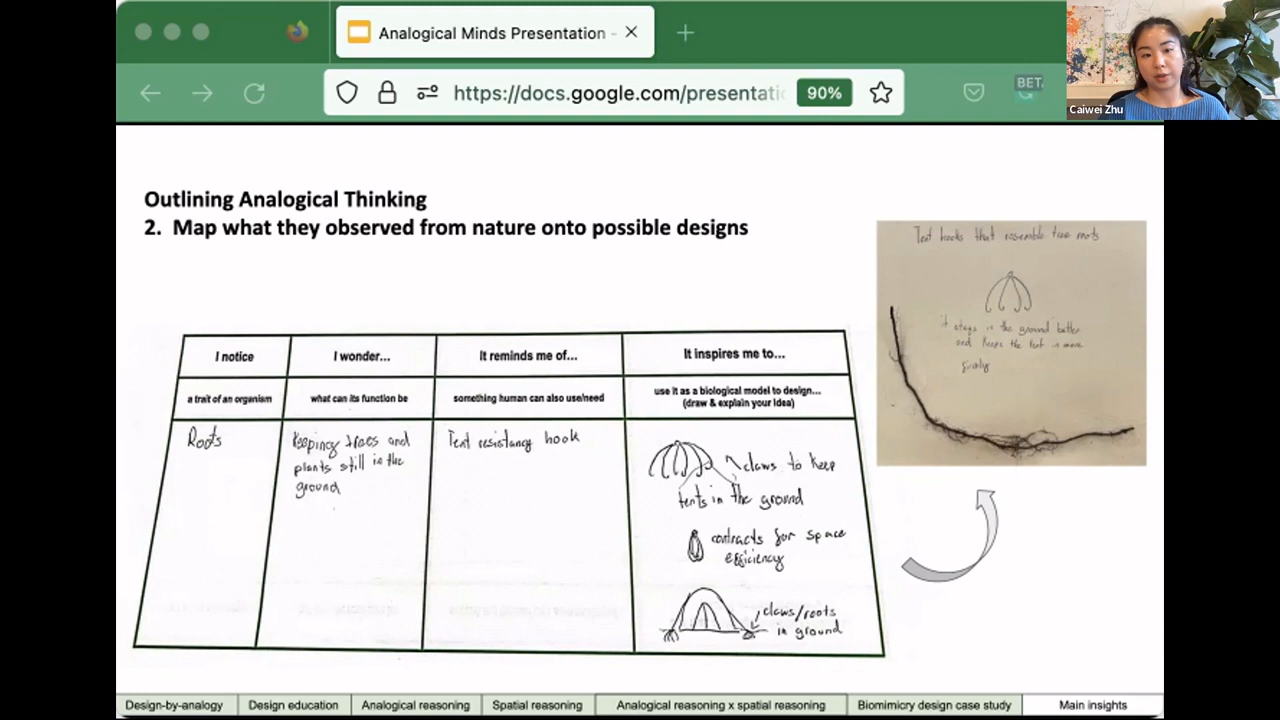 Analogical Minds Presentation -
https://docs.google.com/presentati
90%
BET
Caiwei Zhu
Outlining Analogical Thinking
2. Map what they observed from nature onto possible designs
I notice
I wonder...
It reminds me of...
It inspires me to...
a trait of an organism
what can its function be
something human can also use/need
use it as a biological model to design...
(draw & explain your idea)
Roots
Keeping trees and
plants still in the
ground
Tent resistancy hook
claws to keep
tents in the ground
contracts for space
efficiency
claws/roots
in ground
Tent hooks that resemble tree roots
it stays in the ground better
and keeps the tent in more
Design-by-analogy
Design education
Analogical reasoning
Spatial reasoning
Analogical reasoning x spatial reasoning
Biomimicry design case study
Main insights